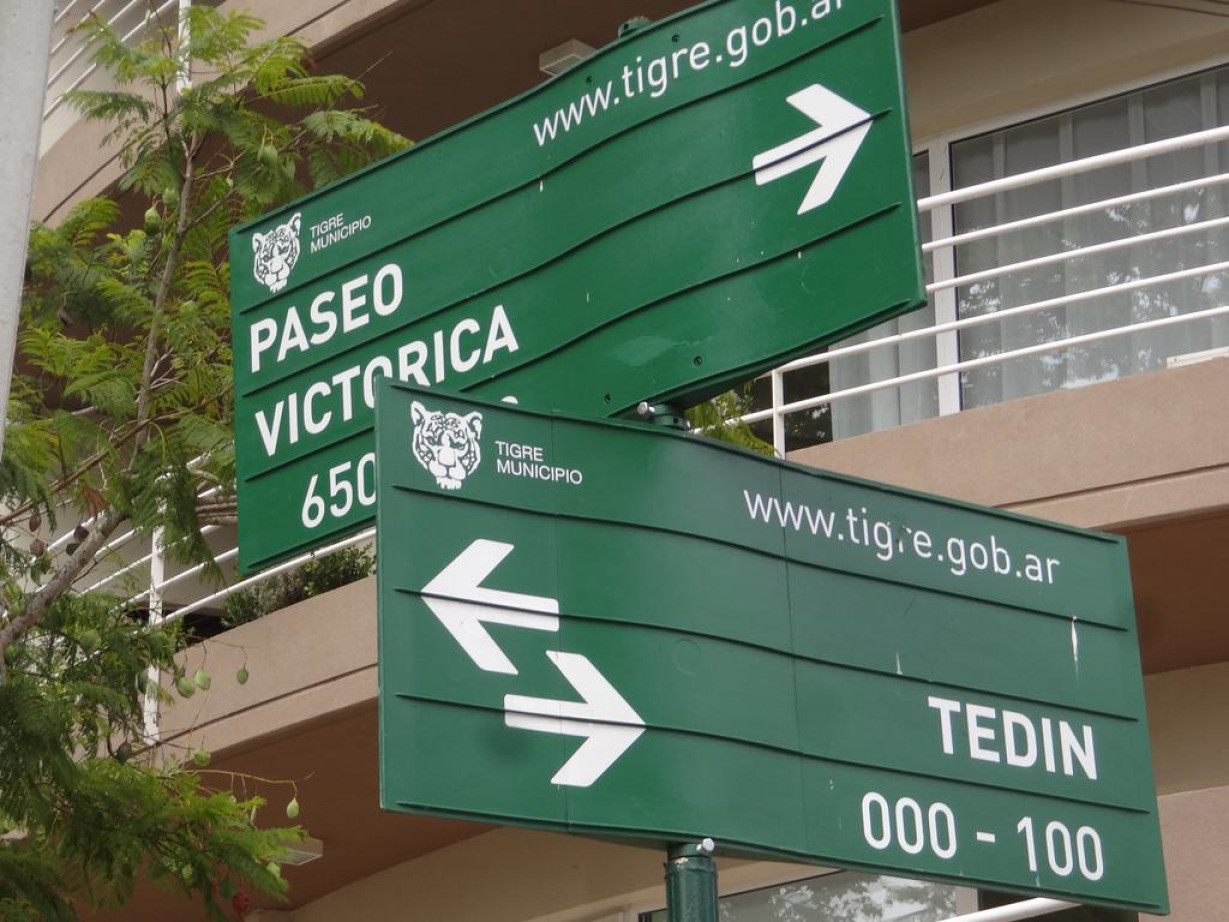 www.tigre.gob.ar
TIGRE
MUNICIPIO
PASEO
VICTORICA
650
TIGRE
MUNICIPIO
www.tigre.gob.ar
TEDIN
000 - 100